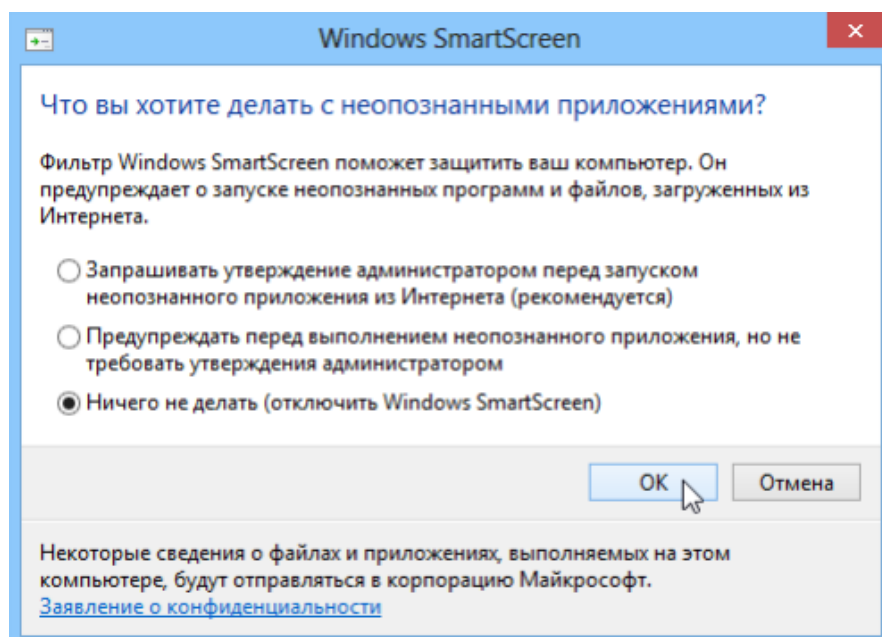 Windows SmartScreen
Что вы хотите делать с неопознанными приложениями?
Фильтр Windows SmartScreen поможет защитить ваш компьютер. Он
предупреждает о запуске неопознанных программ и файлов, загруженных из
Интернета.
Запрашивать утверждение администратором перед запуском
неопознанного приложения из Интернета (рекомендуется)
Предупреждать перед выполнением неопознанного приложения, но не
требовать утверждения администратором
Ничего не делать (отключить Windows SmartScreen)
ОК Отмена
Некоторые сведения о файлах и приложениях, выполняемых на этом
компьютере, будут отправляться в корпорацию Майкрософт.
Заявление о конфиденциальности